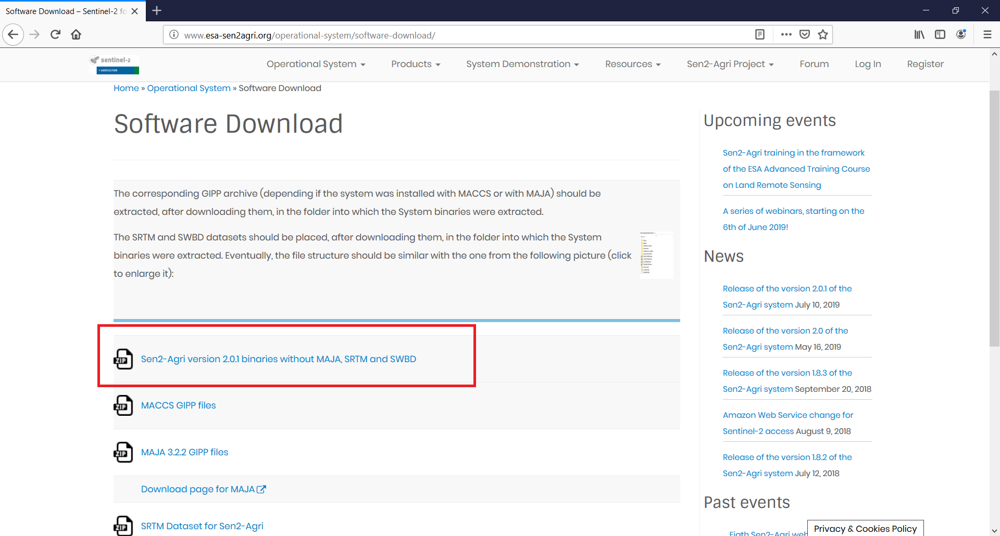 Software Download – Sentinel-2 fo
www.esa-sen2agri.org/operational-system/software-download/
sentinel-2
+ AGRICULTURE
Operational System
Products
System Demonstration
Resources
Sen2-Agri Project
Forum
Log In
Register
Home » Operational System » Software Download
Software Download
The corresponding GIPP archive (depending if the system was installed with MACCS or with MAJA) should be
extracted, after downloading them, in the folder into which the System binaries were extracted.
The SRTM and SWBD datasets should be placed, after downloading them, in the folder into which the System
binaries were extracted. Eventually, the file structure should be similar with the one from the following picture (click
to enlarge it):
ZIP
Sen2-Agri version 2.0.1 binaries without MAJA, SRTM and SWBD
ZIP
MACCS GIPP files
ZIP
MAJA 3.2.2 GIPP files
Download page for MAJA
ZIP
SRTM Dataset for Sen2-Agri
Upcoming events
Sen2-Agri training in the framework
of the ESA Advanced Training Course
on Land Remote Sensing
A series of webinars, starting on the
6th of June 2019!
News
Release of the version 2.0.1 of the
Sen2-Agri system July 10, 2019
Release of the version 2.0 of the
Sen2-Agri system May 16, 2019
Release of the version 1.8.3 of the
Sen2-Agri system September 20, 2018
Amazon Web Service change for
Sentinel-2 access August 9, 2018
Release of the version 1.8.2 of the
Sen2-Agri system July 12, 2018
Past events
Sen2-Agri
Privacy & Cookies Policy